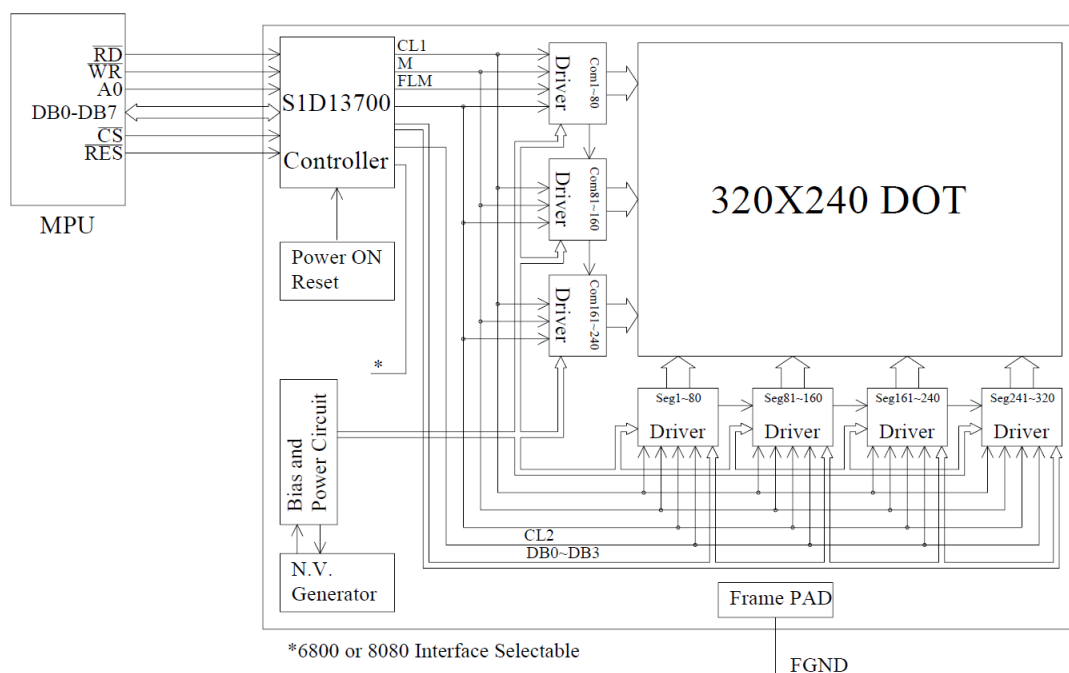 RD
WR
A0
DB0-DB7
CS
RES
MPU
S1D13700
Controller
CL1
M
FLM
Power ON
Reset
*
Bias and
Power Circuit
N.V.
Generator
Driver
Com1~80
Driver
Com81~160
Driver
Com161~240
320X240 DOT
Seg1~80
Driver
Seg81~160
Driver
Seg161~240
Driver
Seg241~320
Driver
CL2
DB0~DB3
Frame PAD
FGND
*6800 or 8080 Interface Selectable